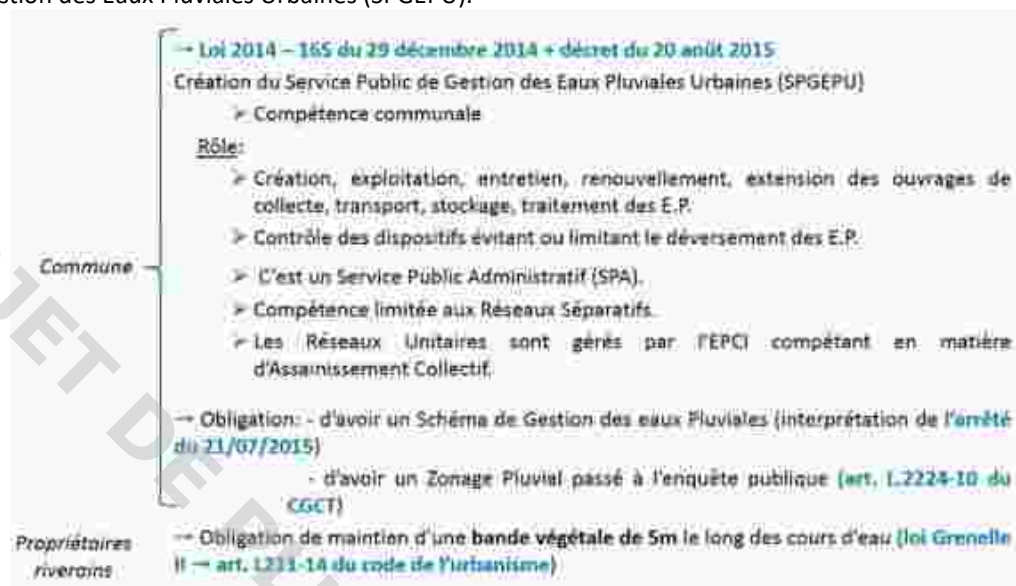 stion des Eaux Pluviales Urbaines (SPGEPU).
→ Loi 2014 – 165 du 29 décembre 2014 + décret du 20 août 2015
Création du Service Public de Gestion des Eaux Pluviales Urbaines (SPGEPU)
➢ Compétence communale
Rôle:
➢ Création, exploitation, entretien, renouvellement, extension des ouvrages de
collecte, transport, stockage, traitement des E.P.
➢ Contrôle des dispositifs évitant ou limitant le déversement des E.P.
Commune
➢ C'est un Service Public Administratif (SPA).
➢ Compétence limitée aux Réseaux Séparatifs.
➢ Les Réseaux Unitaires sont gérés par l'EPCI compétant en matière
d'Assainissement Collectif.
→ Obligation: - d'avoir un Schéma de Gestion des eaux Pluviales (interprétation de l'arrêté
du 21/07/2015)
- d'avoir un Zonage Pluvial passé à l'enquête publique (art. L.2224-10 du
CGCT)
Propriétaires
riverains
→ Obligation de maintien d'une bande végétale de 5m le long des cours d'eau (loi Grenelle
II → art. L211-14 du code de l'urbanisme)
JET DE